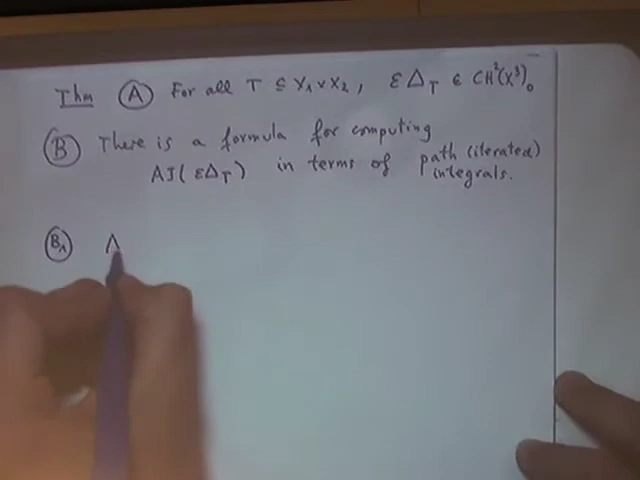 Thm (A) For all T ⊆ X₁ × X₂, εΔ_T ∈ CH²(X³)₀
(B) There is a formula for computing
AJ(εΔ_T) in terms of path (iterated)
integrals.
(B₁)